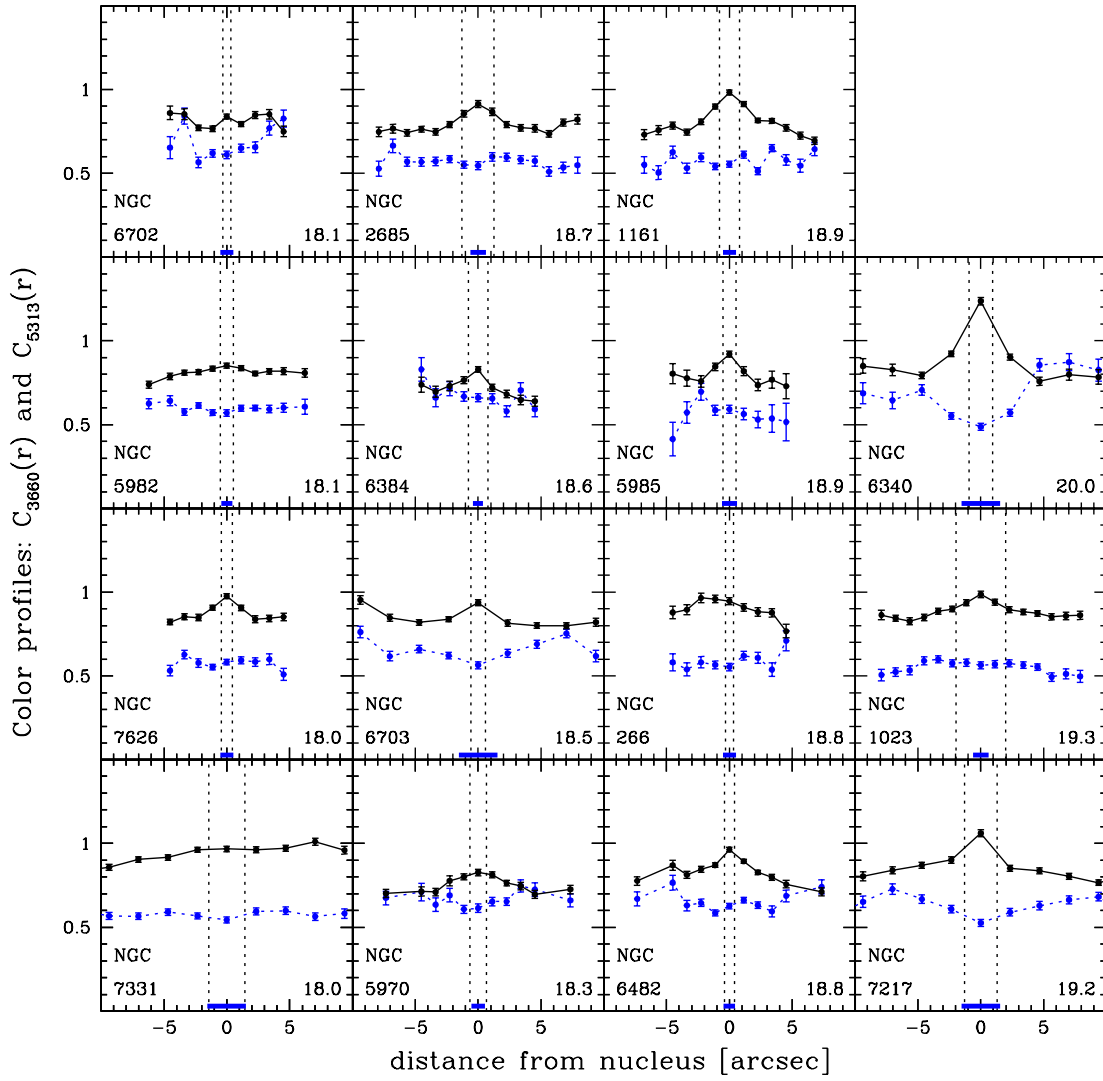 Color profiles: C3660(r) and C5313(r)
1
0.5
NGC
6702 18.1
NGC
2685 18.7
NGC
1161 18.9
1
0.5
NGC
5982 18.1
NGC
6384 18.6
NGC
5985 18.9
NGC
6340 20.0
1
0.5
NGC
7626 18.0
NGC
6703 18.5
NGC
266 18.8
NGC
1023 19.3
1
0.5
NGC
7331 18.0
NGC
5970 18.3
NGC
6482 18.8
NGC
7217 19.2
−5 0 5
−5 0 5
−5 0 5
−5 0 5
distance from nucleus [arcsec]